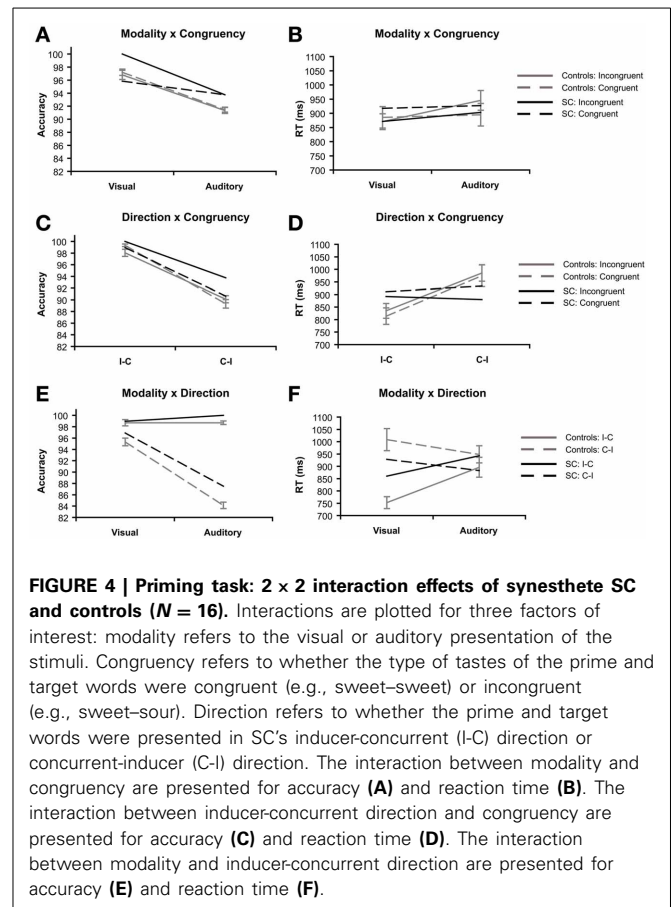 A
Modality x Congruency
Accuracy
100
98
96
94
92
90
88
86
84
82
Visual
Auditory
B
Modality x Congruency
RT (ms)
1100
1050
1000
950
900
850
800
750
700
Visual
Auditory
Controls: Incongruent
Controls: Congruent
SC: Incongruent
SC: Congruent
C
Direction x Congruency
Accuracy
100
98
96
94
92
90
88
86
84
82
I-C
C-I
D
Direction x Congruency
RT (ms)
1100
1050
1000
950
900
850
800
750
700
I-C
C-I
Controls: Incongruent
Controls: Congruent
SC: Incongruent
SC: Congruent
E
Modality x Direction
Accuracy
100
98
96
94
92
90
88
86
84
82
Visual
Auditory
F
Modality x Direction
RT (ms)
1100
1050
1000
950
900
850
800
750
700
Visual
Auditory
Controls: I-C
Controls: C-I
SC: I-C
SC: C-I
FIGURE 4 | Priming task: 2 × 2 interaction effects of synesthete SC
and controls (N = 16). Interactions are plotted for three factors of
interest: modality refers to the visual or auditory presentation of the
stimuli. Congruency refers to whether the type of tastes of the prime and
target words were congruent (e.g., sweet–sweet) or incongruent
(e.g., sweet–sour). Direction refers to whether the prime and target
words were presented in SC's inducer-concurrent (I-C) direction or
concurrent-inducer (C-I) direction. The interaction between modality and
congruency are presented for accuracy (A) and reaction time (B). The
interaction between inducer-concurrent direction and congruency are
presented for accuracy (C) and reaction time (D). The interaction
between modality and inducer-concurrent direction are presented for
accuracy (E) and reaction time (F).